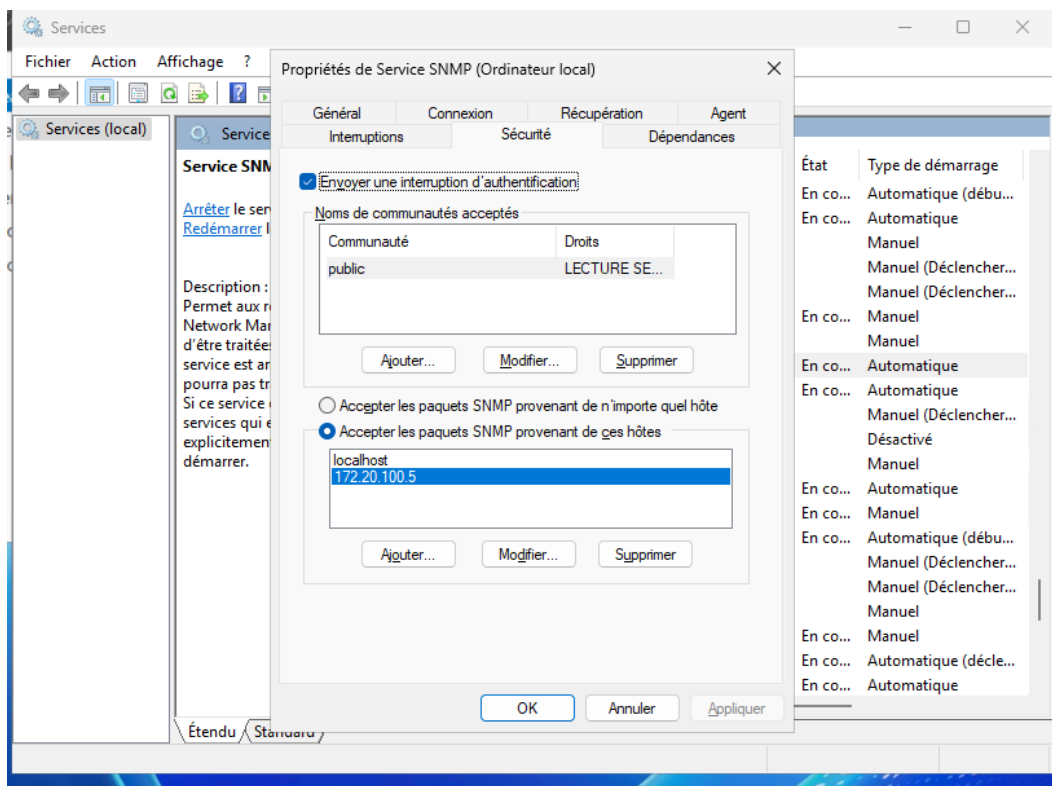 Services
Fichier Action Affichage ?
Services (local)
Service
Service SNM
Arrêter le ser
Redémarrer l
Description :
Permet aux r
Network Mar
d'être traitée
service est ar
pourra pas tr
Si ce service
services qui e
explicitemen
démarrer.
Propriétés de Service SNMP (Ordinateur local)
Général Connexion Récupération Agent
Interruptions Sécurité Dépendances
Envoyer une interruption d'authentification
Noms de communautés acceptés
Communauté Droits
public LECTURE SE...
Ajouter... Modifier... Supprimer
Accepter les paquets SNMP provenant de n'importe quel hôte
Accepter les paquets SNMP provenant de ces hôtes
localhost
172.20.100.5
Ajouter... Modifier... Supprimer
OK Annuler Appliquer
État Type de démarrage
En co... Automatique (débu...
En co... Automatique
Manuel
Manuel (Déclencher...
Manuel (Déclencher...
En co... Manuel
Manuel
En co... Automatique
En co... Automatique
Manuel (Déclencher...
Désactivé
Manuel
En co... Automatique
En co... Manuel
En co... Automatique (débu...
Manuel (Déclencher...
Manuel (Déclencher...
Manuel
En co... Manuel
En co... Automatique (décle...
En co... Automatique
Étendu Standard